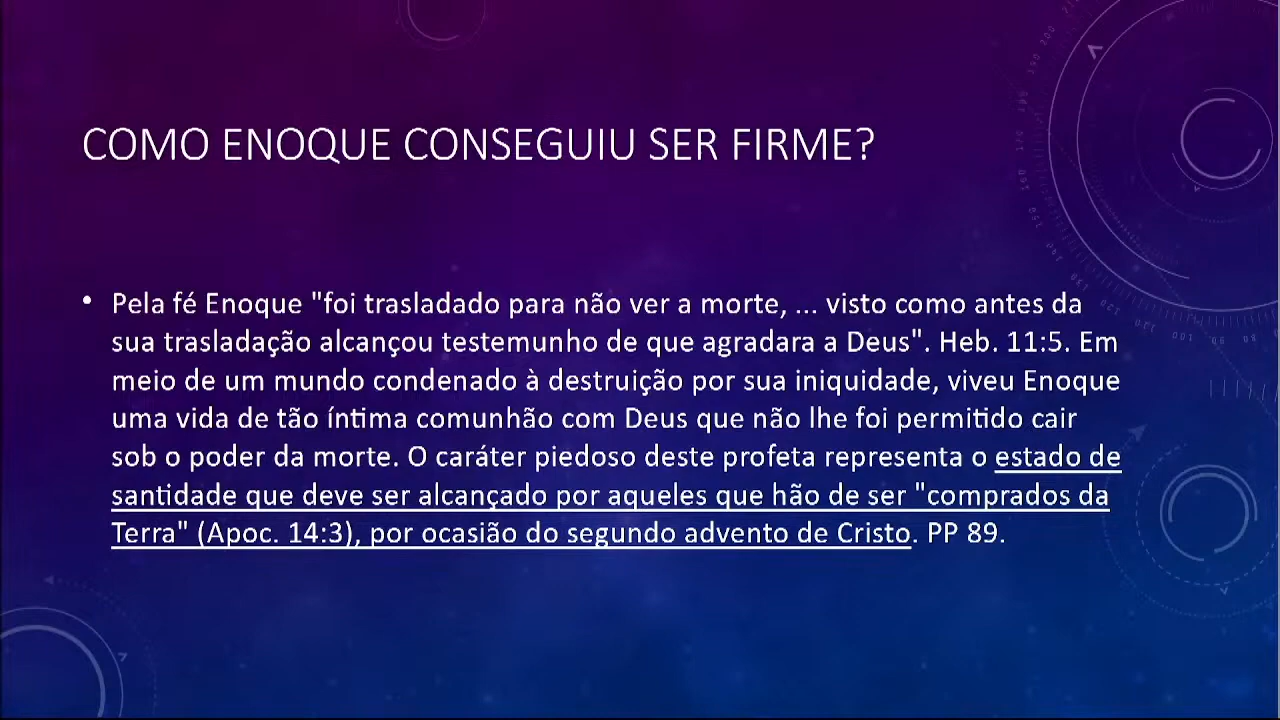 COMO ENOQUE CONSEGUIU SER FIRME?
• Pela fé Enoque "foi trasladado para não ver a morte, ... visto como antes da
sua trasladação alcançou testemunho de que agradara a Deus". Heb. 11:5. Em
meio de um mundo condenado à destruição por sua iniquidade, viveu Enoque
uma vida de tão íntima comunhão com Deus que não lhe foi permitido cair
sob o poder da morte. O caráter piedoso deste profeta representa o estado de
santidade que deve ser alcançado por aqueles que hão de ser "comprados da
Terra" (Apoc. 14:3), por ocasião do segundo advento de Cristo. PP 89.